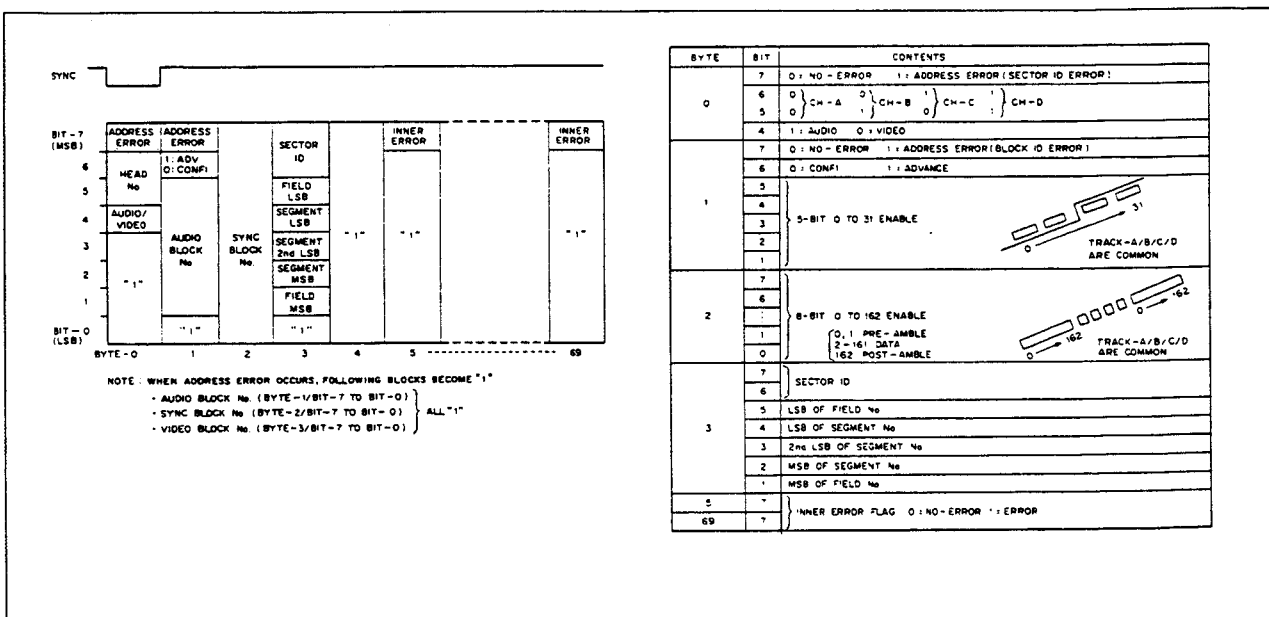 SYNC
BIT-7
(MSB)
6
5
4
3
2
1
BIT-0
(LSB)
ADDRESS
ERROR
HEAD
No
AUDIO/
VIDEO
"1"
ADDRESS
ERROR
1: ADV
0: CONFI
AUDIO
BLOCK
No
"1"
SYNC
BLOCK
No.
SECTOR
ID
FIELD
LSB
SEGMENT
LSB
SEGMENT
2nd LSB
SEGMENT
MSB
FIELD
MSB
"1"
"1"
INNER
ERROR
"1"
INNER
ERROR
"1"
BYTE-0 1 2 3 4 5 69
NOTE : WHEN ADDRESS ERROR OCCURS, FOLLOWING BLOCKS BECOME "1"
· AUDIO BLOCK No. (BYTE-1/BIT-7 TO BIT-0)
· SYNC BLOCK No. (BYTE-2/BIT-7 TO BIT-0)
· VIDEO BLOCK No. (BYTE-3/BIT-7 TO BIT-0)
ALL "1"
BYTE BIT CONTENTS
0
7 0 : NO-ERROR 1 : ADDRESS ERROR (SECTOR ID ERROR)
6 0 0 1 1
5 0 1 0 1
CH-A CH-B CH-C CH-D
4 1 : AUDIO 0 : VIDEO
1
7 0 : NO-ERROR 1 : ADDRESS ERROR (BLOCK ID ERROR)
6 0 : CONFI 1 : ADVANCE
5
4
3
2
1
5-BIT 0 TO 31 ENABLE
0 31
TRACK-A/B/C/D
ARE COMMON
2
7
6
:
1
0
8-BIT 0 TO 162 ENABLE
0, 1 PRE-AMBLE
2-161 DATA
162 POST-AMBLE
0 162
0 162
TRACK-A/B/C/D
ARE COMMON
3
7
6
SECTOR ID
5 LSB OF FIELD No
4 LSB OF SEGMENT No
3 2nd LSB OF SEGMENT No
2 MSB OF SEGMENT No
1 MSB OF FIELD No
5 7
69 7
INNER ERROR FLAG 0 : NO-ERROR 1 : ERROR